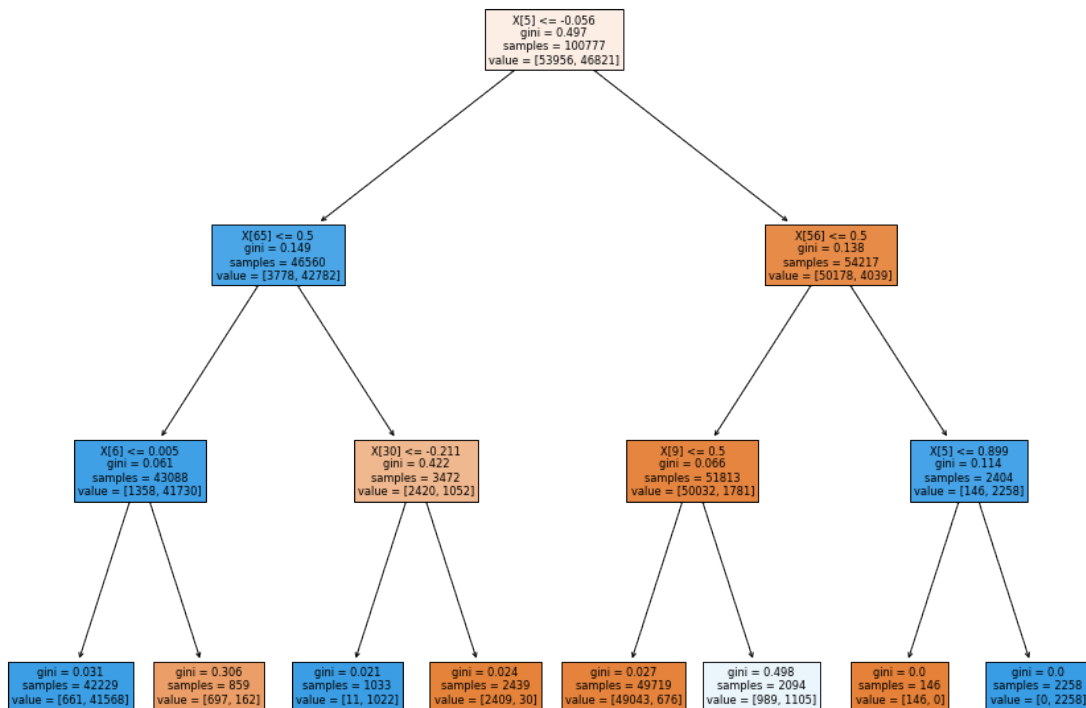 X[5] <= -0.056
gini = 0.497
samples = 100777
value = [53956, 46821]
X[65] <= 0.5
gini = 0.149
samples = 46560
value = [3778, 42782]
X[56] <= 0.5
gini = 0.138
samples = 54217
value = [50178, 4039]
X[6] <= 0.005
gini = 0.061
samples = 43088
value = [1358, 41730]
X[30] <= -0.211
gini = 0.422
samples = 3472
value = [2420, 1052]
X[9] <= 0.5
gini = 0.066
samples = 51813
value = [50032, 1781]
X[5] <= 0.899
gini = 0.114
samples = 2404
value = [146, 2258]
gini = 0.031
samples = 42229
value = [661, 41568]
gini = 0.306
samples = 859
value = [697, 162]
gini = 0.021
samples = 1033
value = [11, 1022]
gini = 0.024
samples = 2439
value = [2409, 30]
gini = 0.027
samples = 49719
value = [49043, 676]
gini = 0.498
samples = 2094
value = [989, 1105]
gini = 0.0
samples = 146
value = [146, 0]
gini = 0.0
samples = 2258
value = [0, 2258]